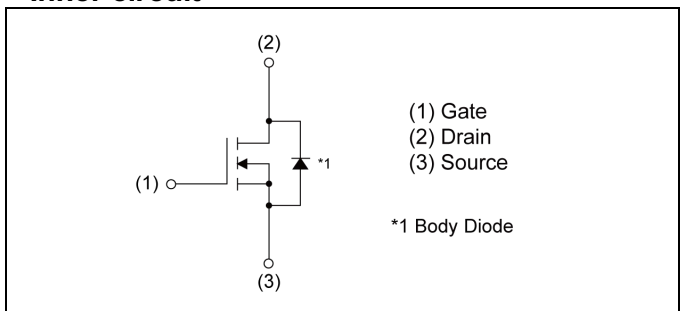 (2)
(1) Gate
(2) Drain
(3) Source
*1
(1)
*1 Body Diode
(3)